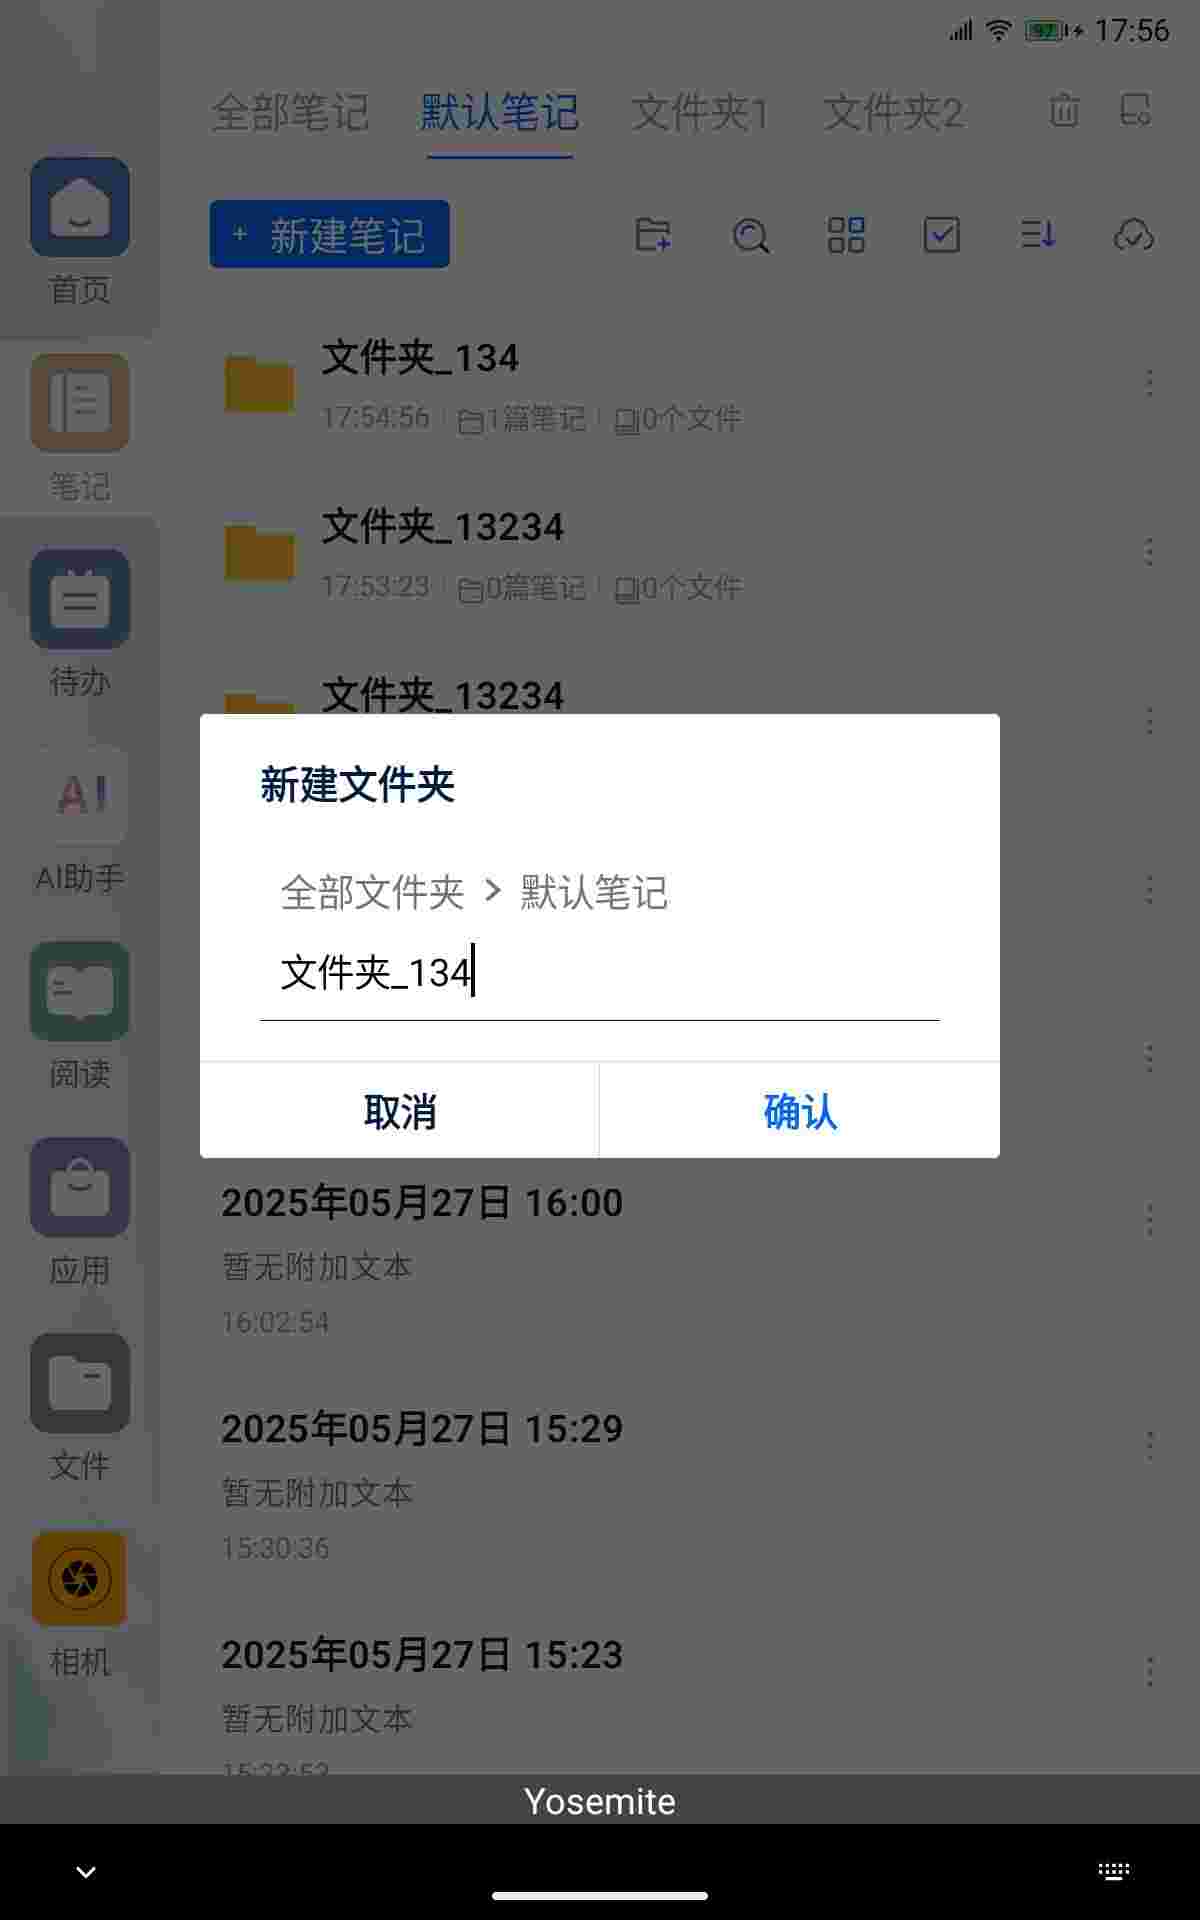 97 17:56
全部笔记 默认笔记 文件夹1 文件夹2
+ 新建笔记
首页
笔记
待办
AI
AI助手
阅读
应用
文件
相机
文件夹_134
17:54:56 1篇笔记 0个文件
文件夹_13234
17:53:23 0篇笔记 0个文件
文件夹_13234
新建文件夹
全部文件夹 > 默认笔记
文件夹_134
取消 确认
2025年05月27日 16:00
暂无附加文本
16:02:54
2025年05月27日 15:29
暂无附加文本
15:30:36
2025年05月27日 15:23
暂无附加文本
Yosemite